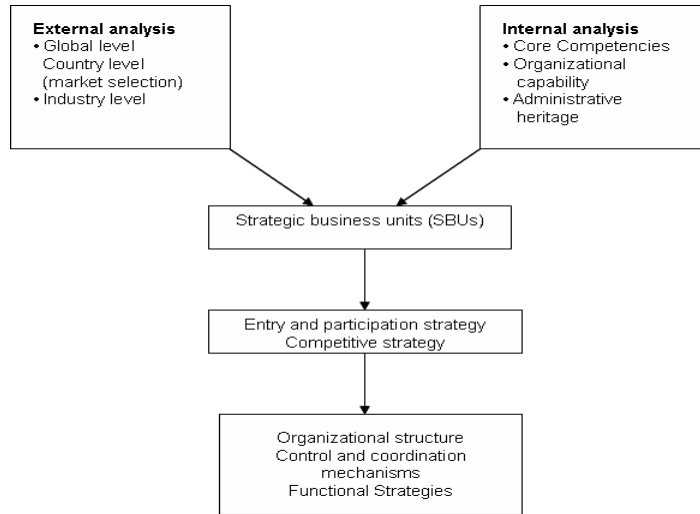 External analysis
• Global level
Country level
(market selection)
• Industry level
Internal analysis
• Core Competencies
• Organizational
capability
• Administrative
heritage
Strategic business units (SBUs)
Entry and participation strategy
Competitive strategy
Organizational structure
Control and coordination
mechanisms
Functional Strategies